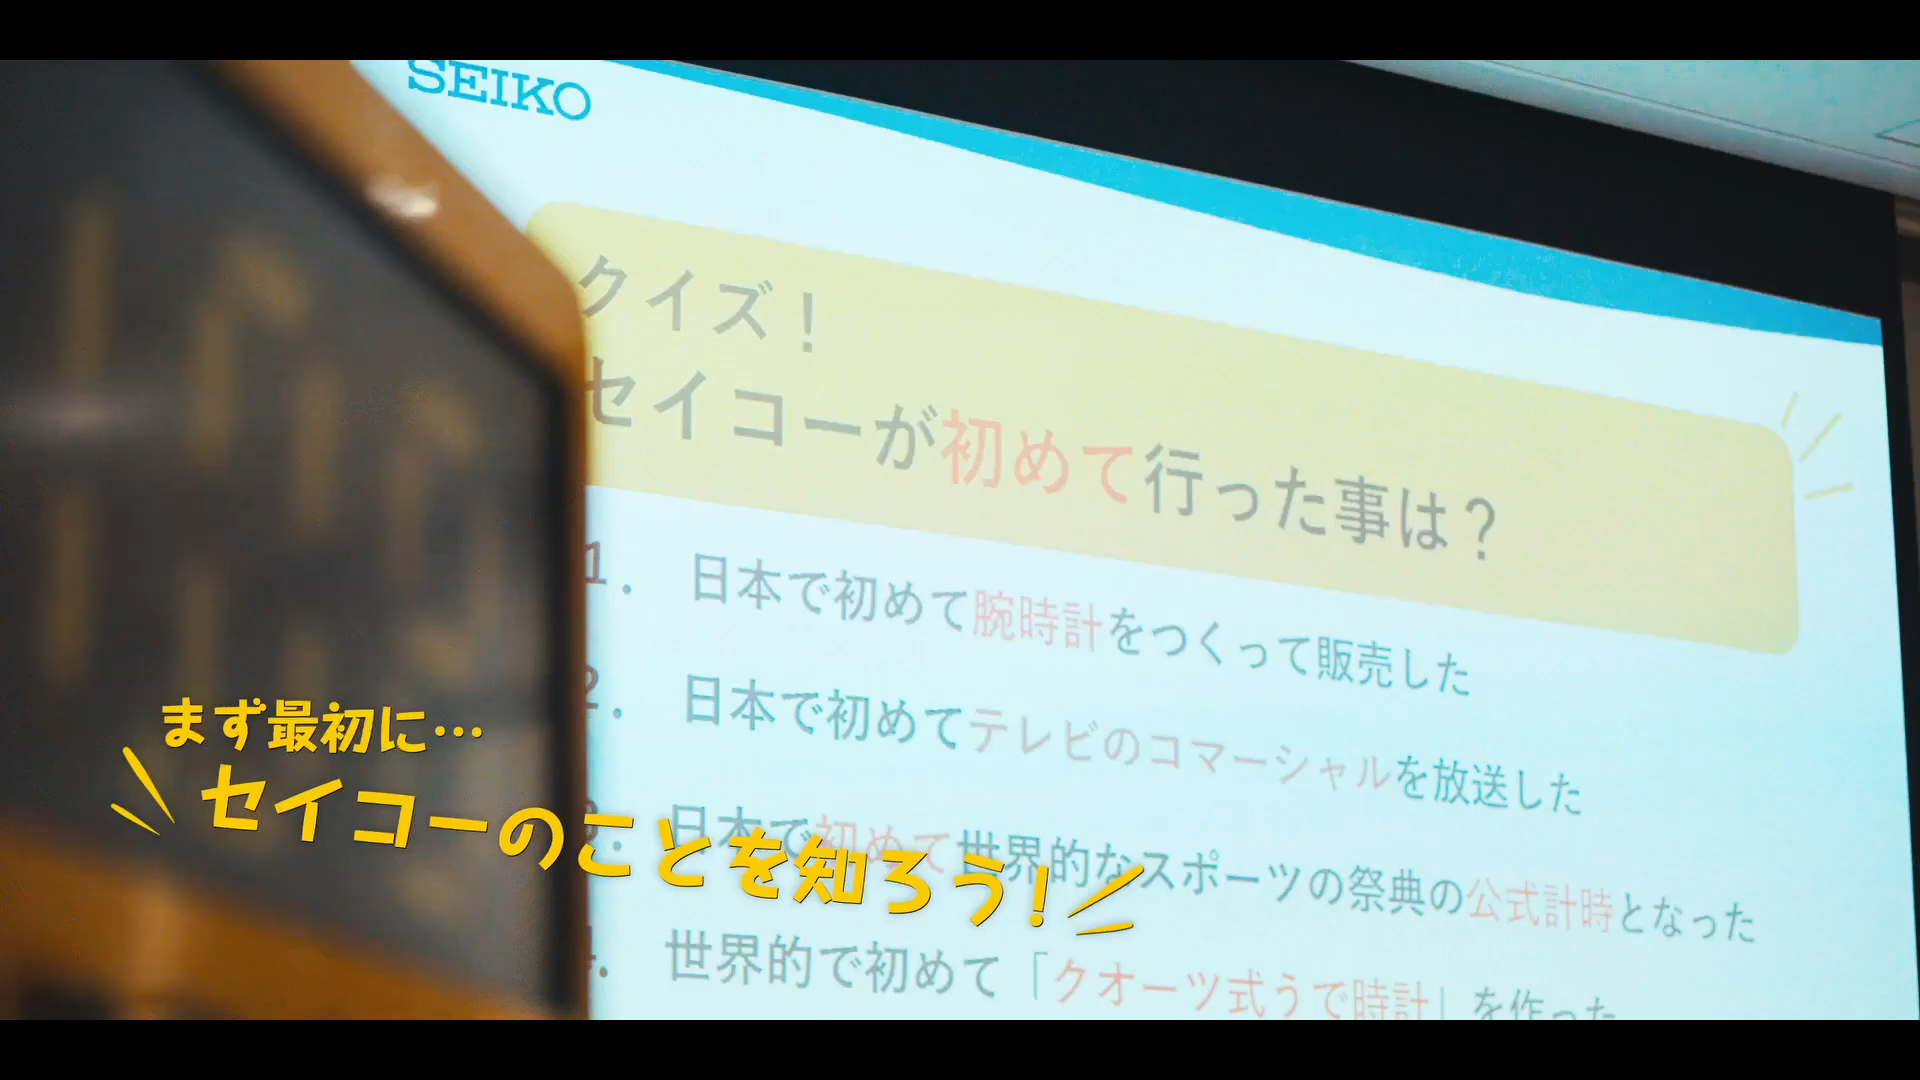 SEIKO
クイズ！
セイコーが初めて行った事は？
1. 日本で初めて腕時計をつくって販売した
2. 日本で初めてテレビのコマーシャルを放送した
3. 日本で初めて世界的なスポーツの祭典の公式計時となった
4. 世界的で初めて「クオーツ式うで時計」を作った
まず最初に…
セイコーのことを知ろう！